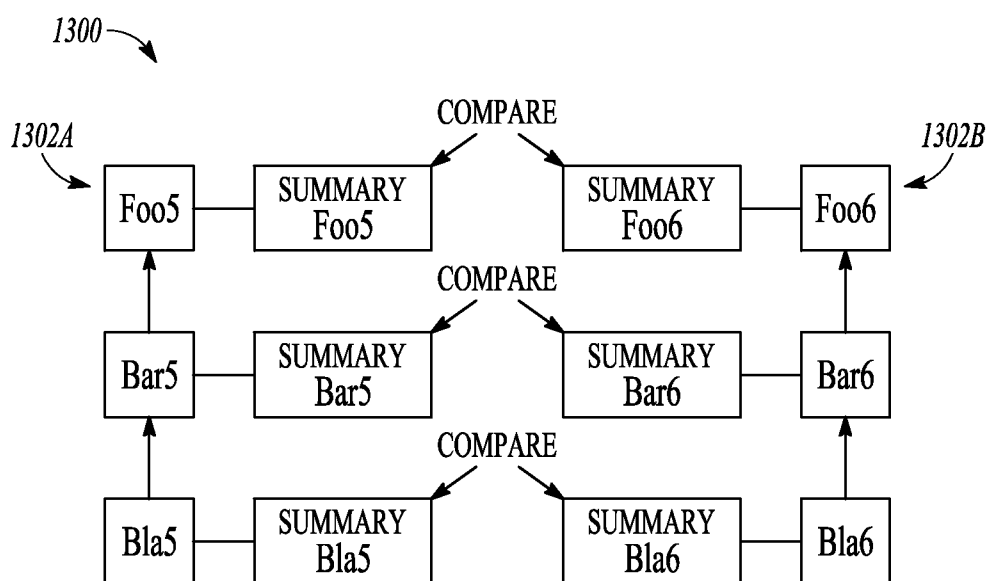 1300
COMPARE
1302A
1302B
Foo5
SUMMARY
Foo5
SUMMARY
Foo6
Foo6
COMPARE
Bar5
SUMMARY
Bar5
SUMMARY
Bar6
Bar6
COMPARE
Bla5
SUMMARY
Bla5
SUMMARY
Bla6
Bla6